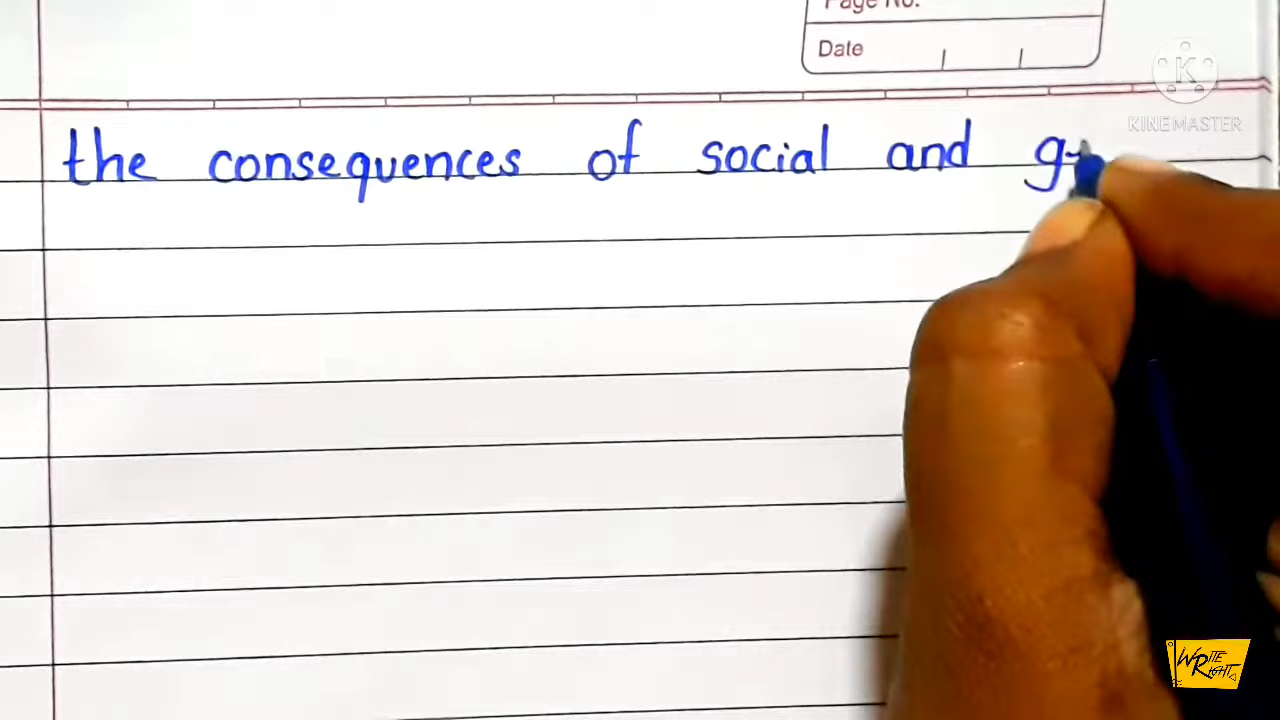 Page No.
Date
KINEMASTER
the consequences of social and
WRITE RIGHT